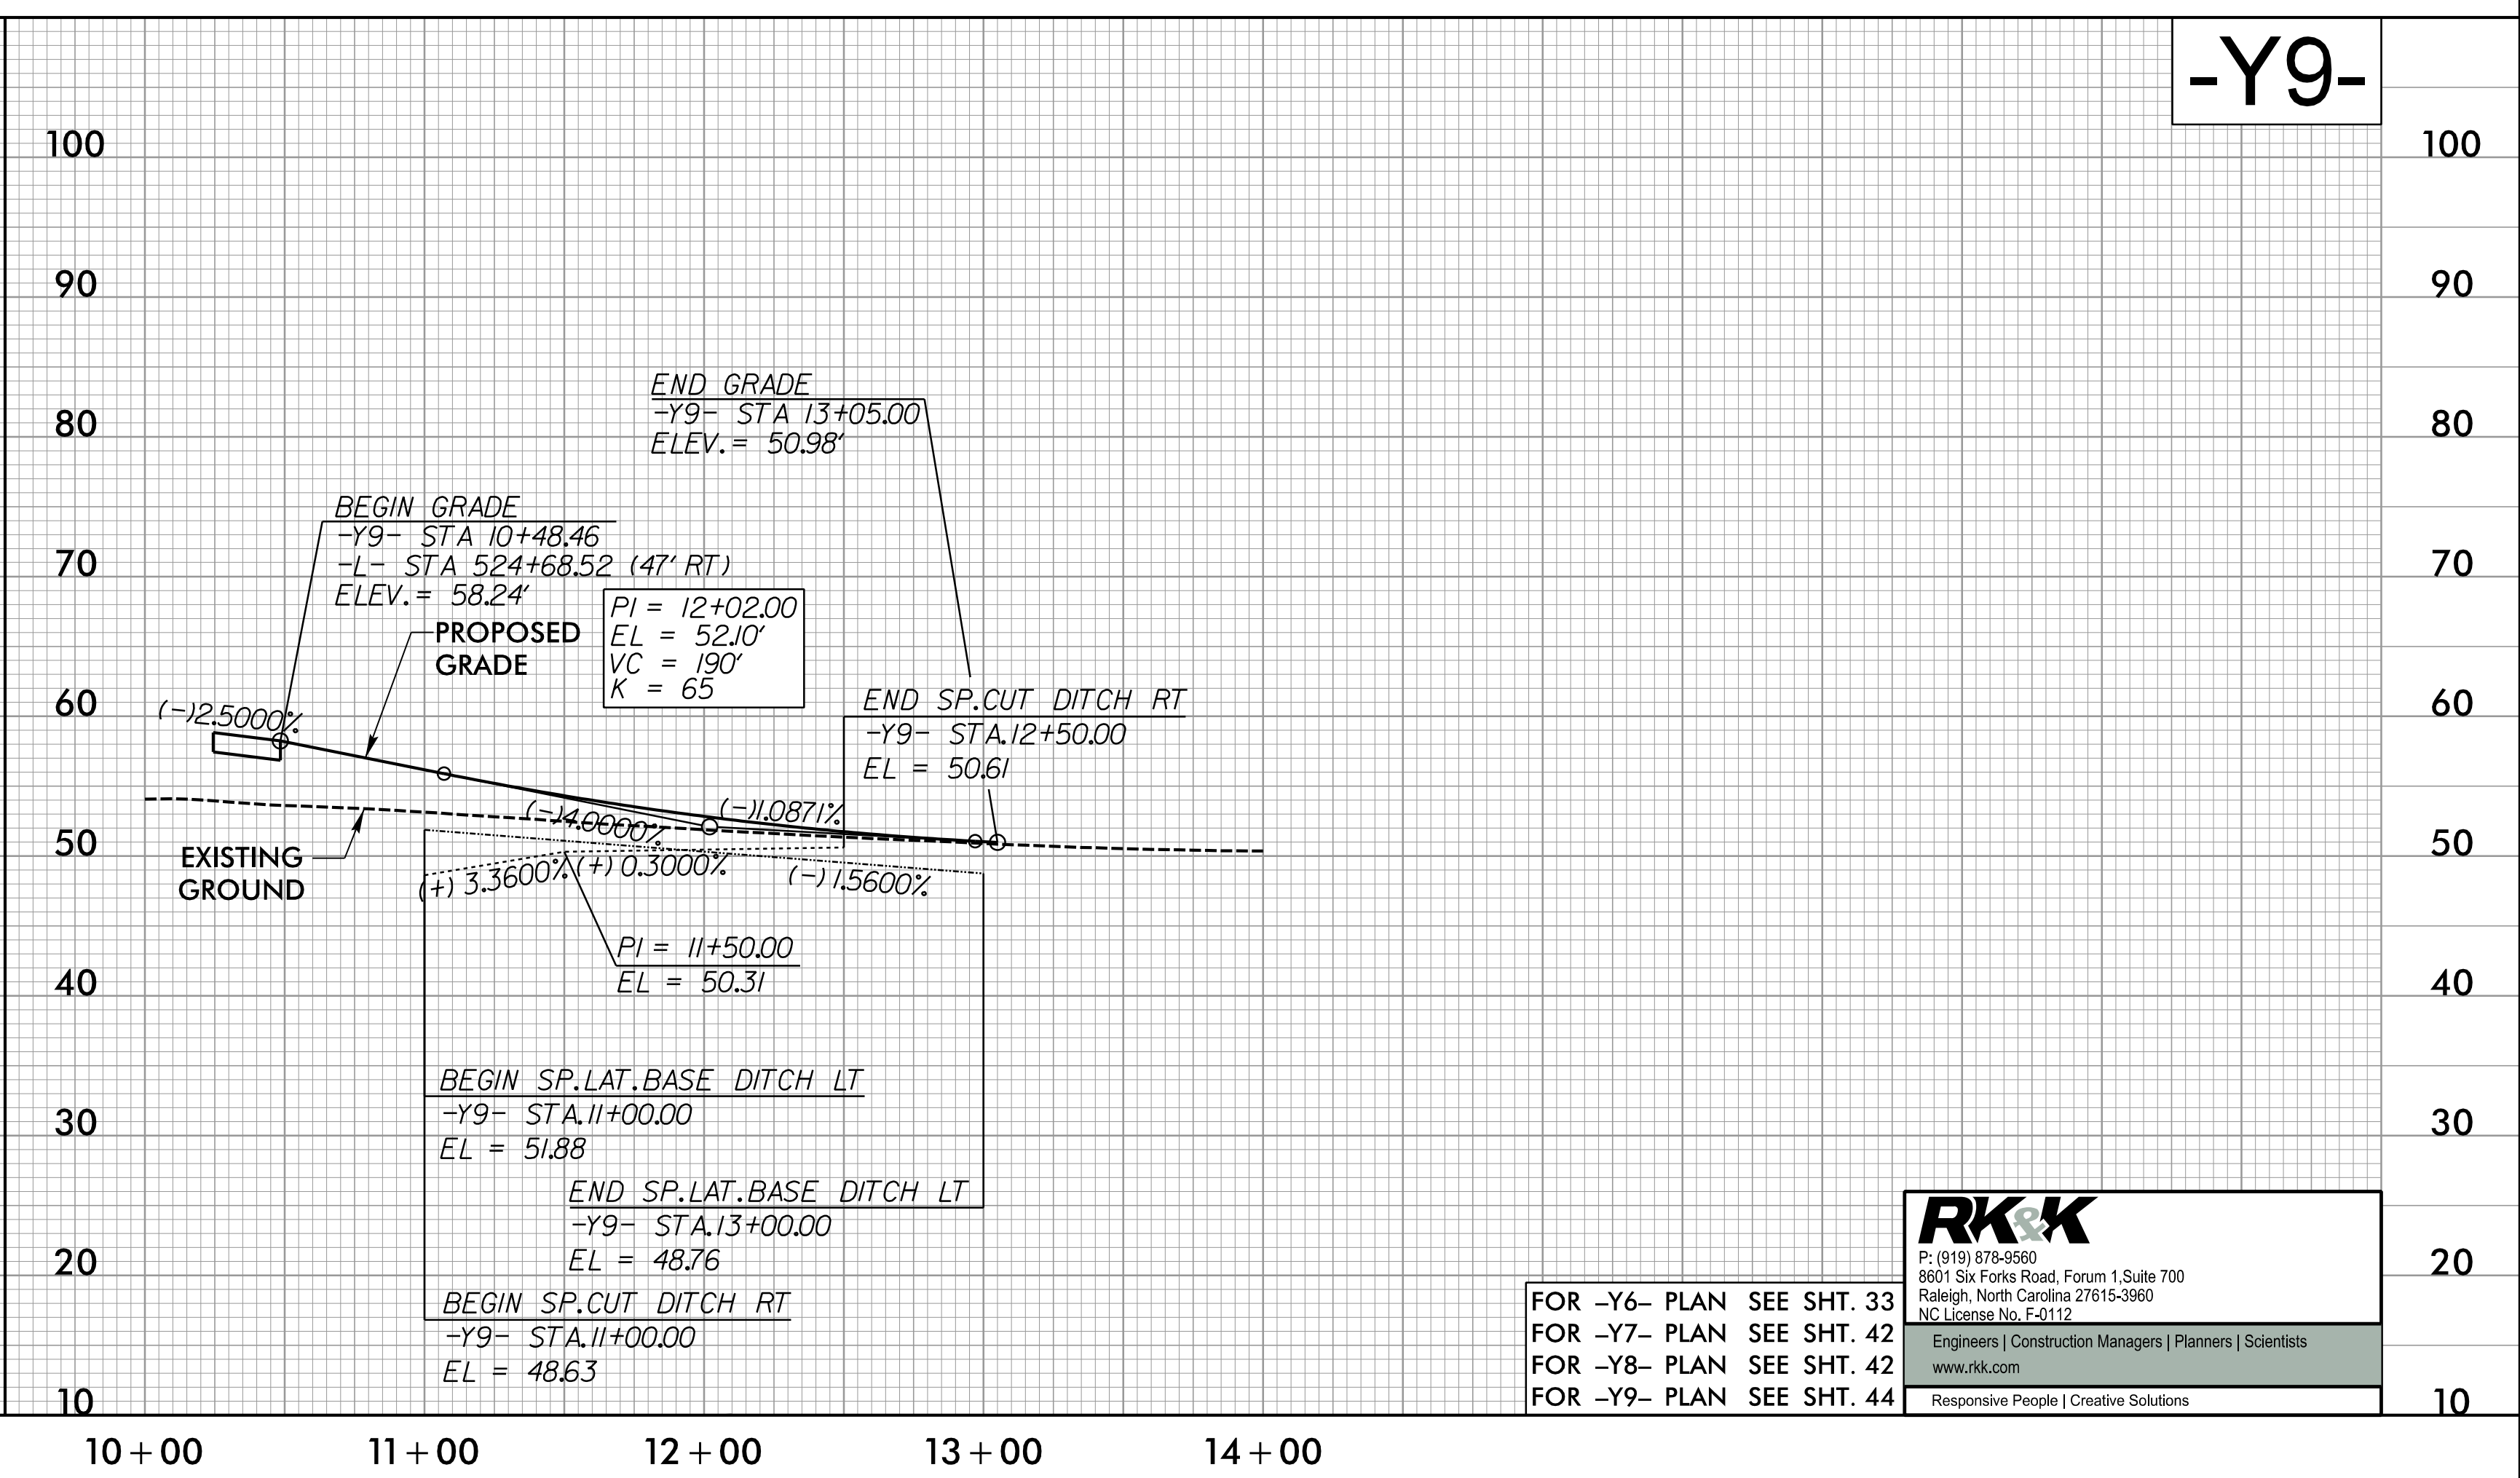 -Y9-
100
100
90
90
END GRADE
-Y9- STA 13+05.00
ELEV. = 50.98'
80
80
BEGIN GRADE
-Y9- STA 10+48.46
-L- STA 524+68.52 (47' RT)
ELEV. = 58.24'
70
70
PI = 12+02.00
EL = 52.10'
VC = 190'
K = 65
PROPOSED
GRADE
END SP.CUT DITCH RT
-Y9- STA.12+50.00
EL = 50.61
60
60
(-)2.5000%
(-)4.0000%
(-)1.0871%
50
50
EXISTING
GROUND
(+) 3.3600%
(+) 0.3000%
(-) 1.5600%
PI = 11+50.00
EL = 50.31
40
40
BEGIN SP.LAT.BASE DITCH LT
-Y9- STA.11+00.00
EL = 51.88
30
30
END SP.LAT.BASE DITCH LT
-Y9- STA.13+00.00
EL = 48.76
20
20
BEGIN SP.CUT DITCH RT
-Y9- STA.11+00.00
EL = 48.63
10
10
FOR -Y6- PLAN SEE SHT. 33
FOR -Y7- PLAN SEE SHT. 42
FOR -Y8- PLAN SEE SHT. 42
FOR -Y9- PLAN SEE SHT. 44
RK&K
P: (919) 878-9560
8601 Six Forks Road, Forum 1,Suite 700
Raleigh, North Carolina 27615-3960
NC License No. F-0112
Engineers | Construction Managers | Planners | Scientists
www.rkk.com
Responsive People | Creative Solutions
10+00
11+00
12+00
13+00
14+00